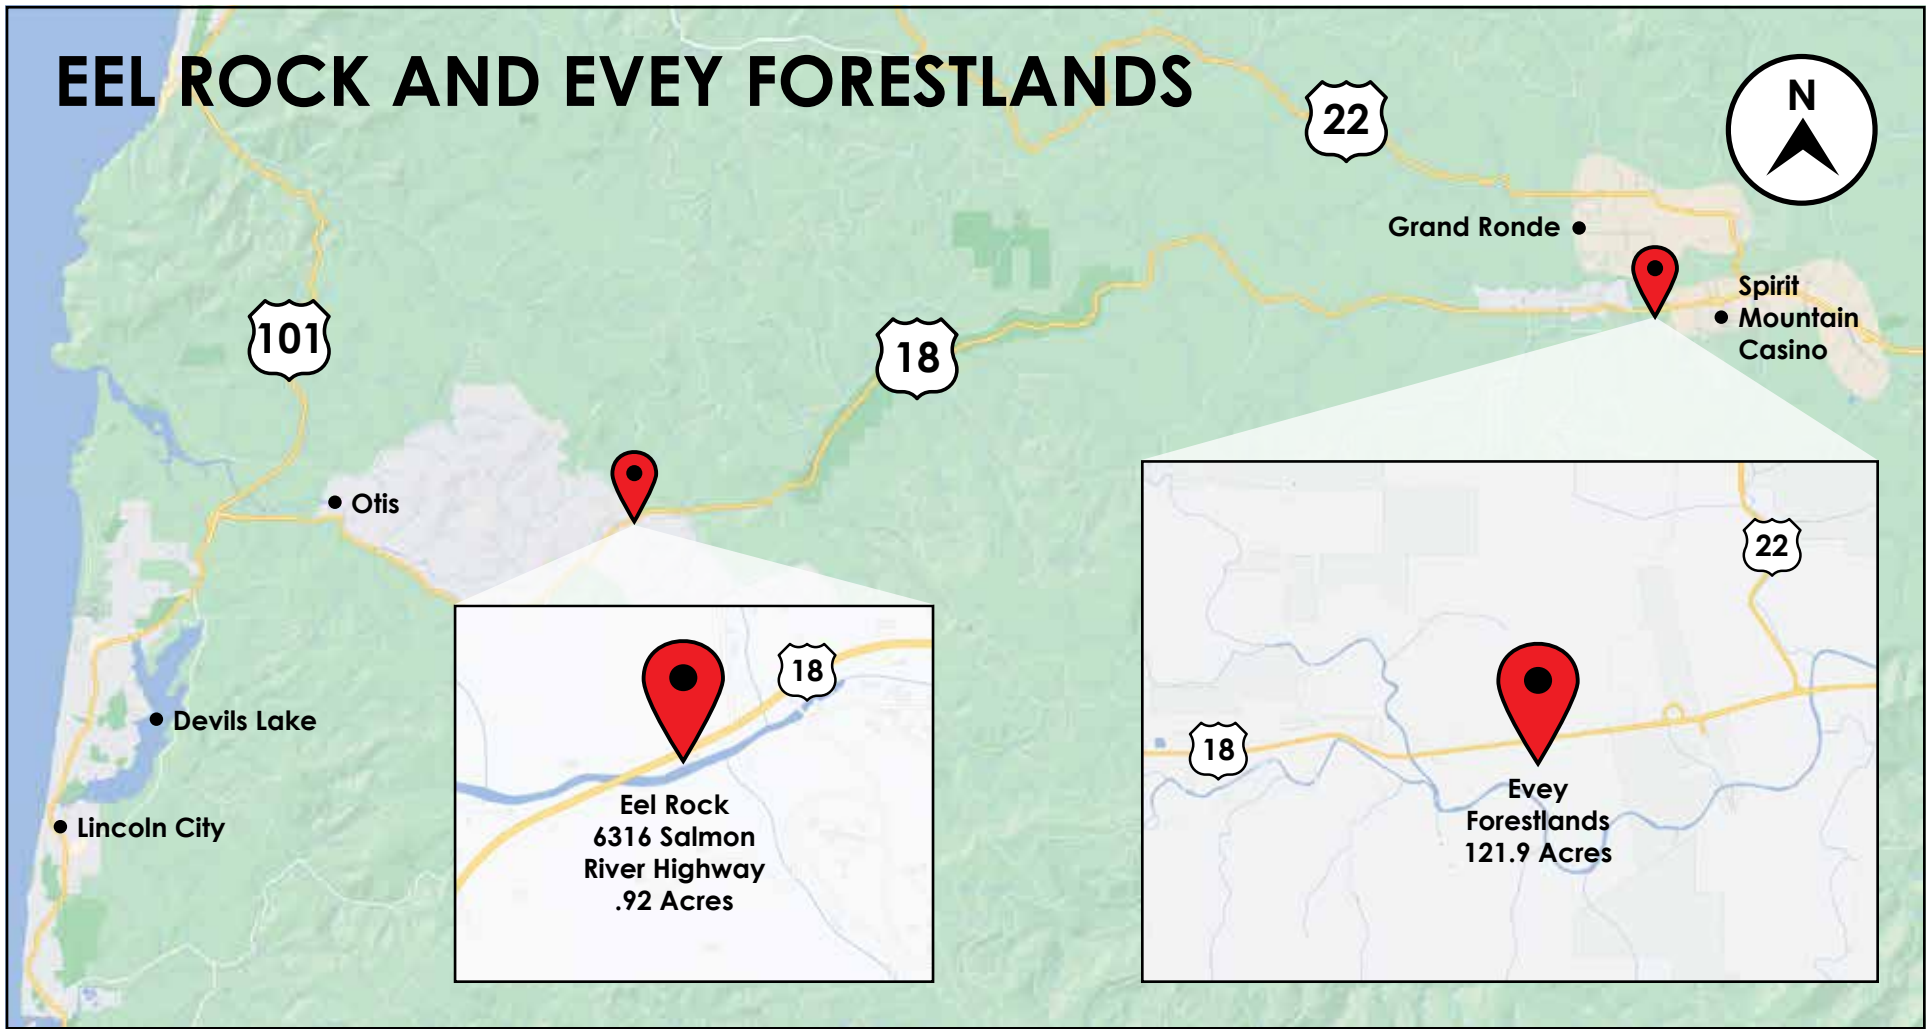 EEL ROCK AND EVEY FORESTLANDS
N
22
Grand Ronde
Spirit
Mountain
Casino
101
18
Otis
22
18
Devils Lake
18
Evey
Forestlands
121.9 Acres
Eel Rock
6316 Salmon
River Highway
.92 Acres
Lincoln City